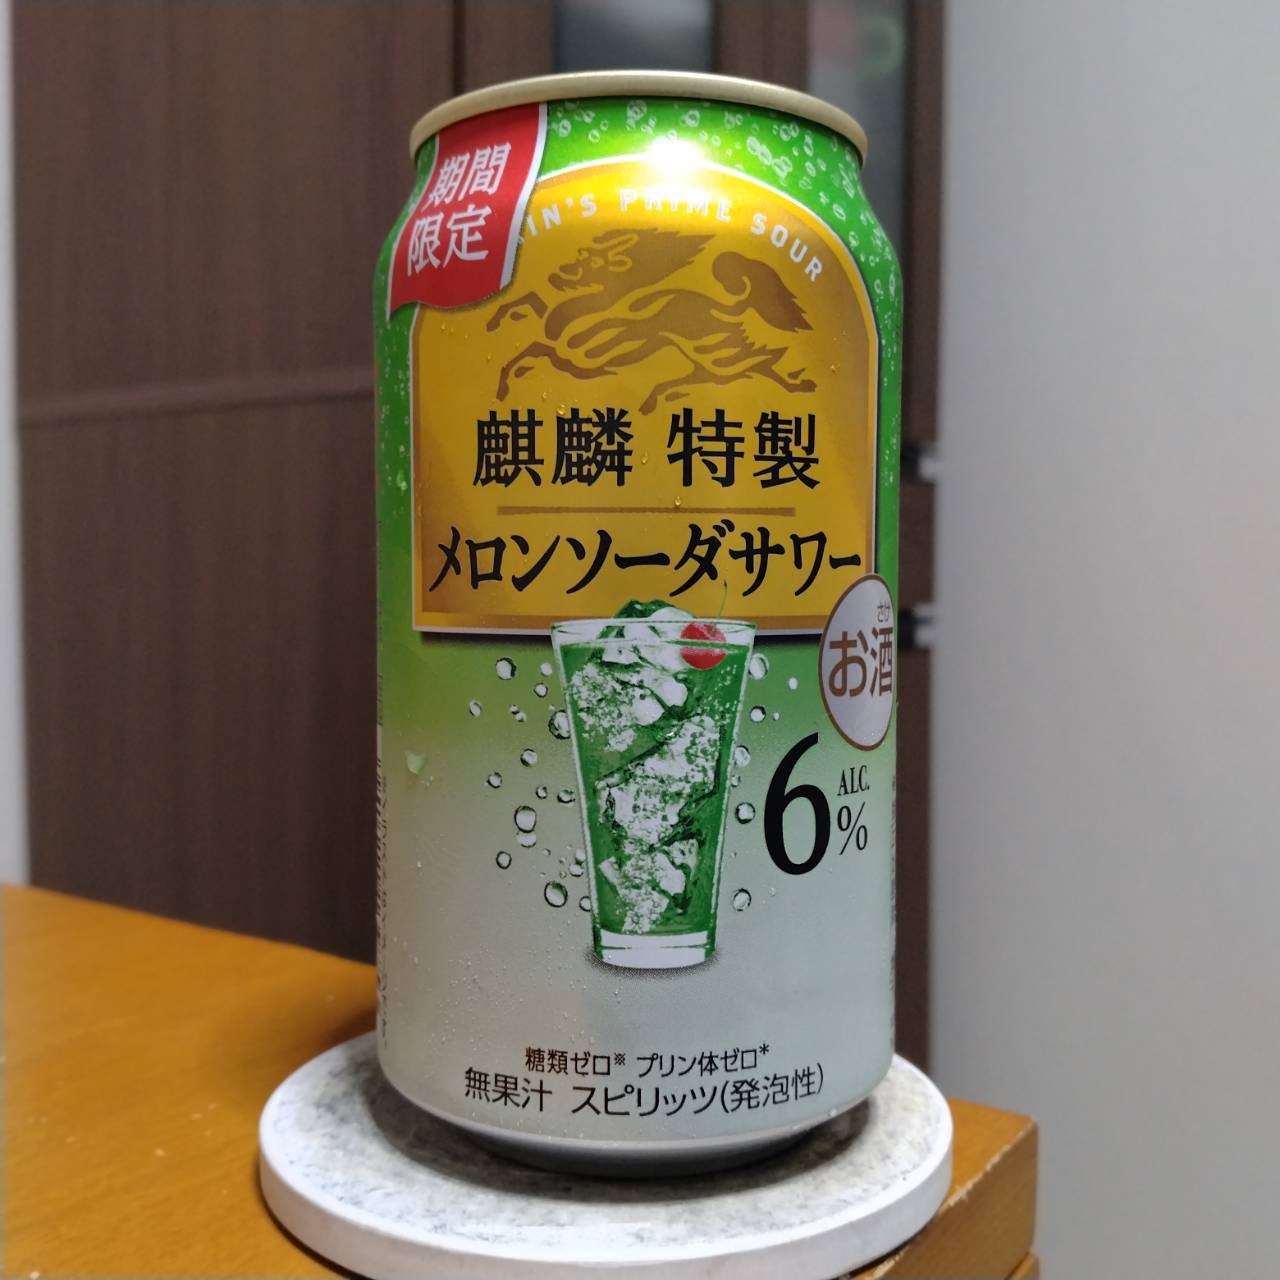 期間
限定
IN'S PRIME SOUR
麒麟 特製
メロンソーダサワー
さけ
お酒
6
ALC.
%
糖類ゼロ※ プリン体ゼロ*
無果汁 スピリッツ(発泡性)